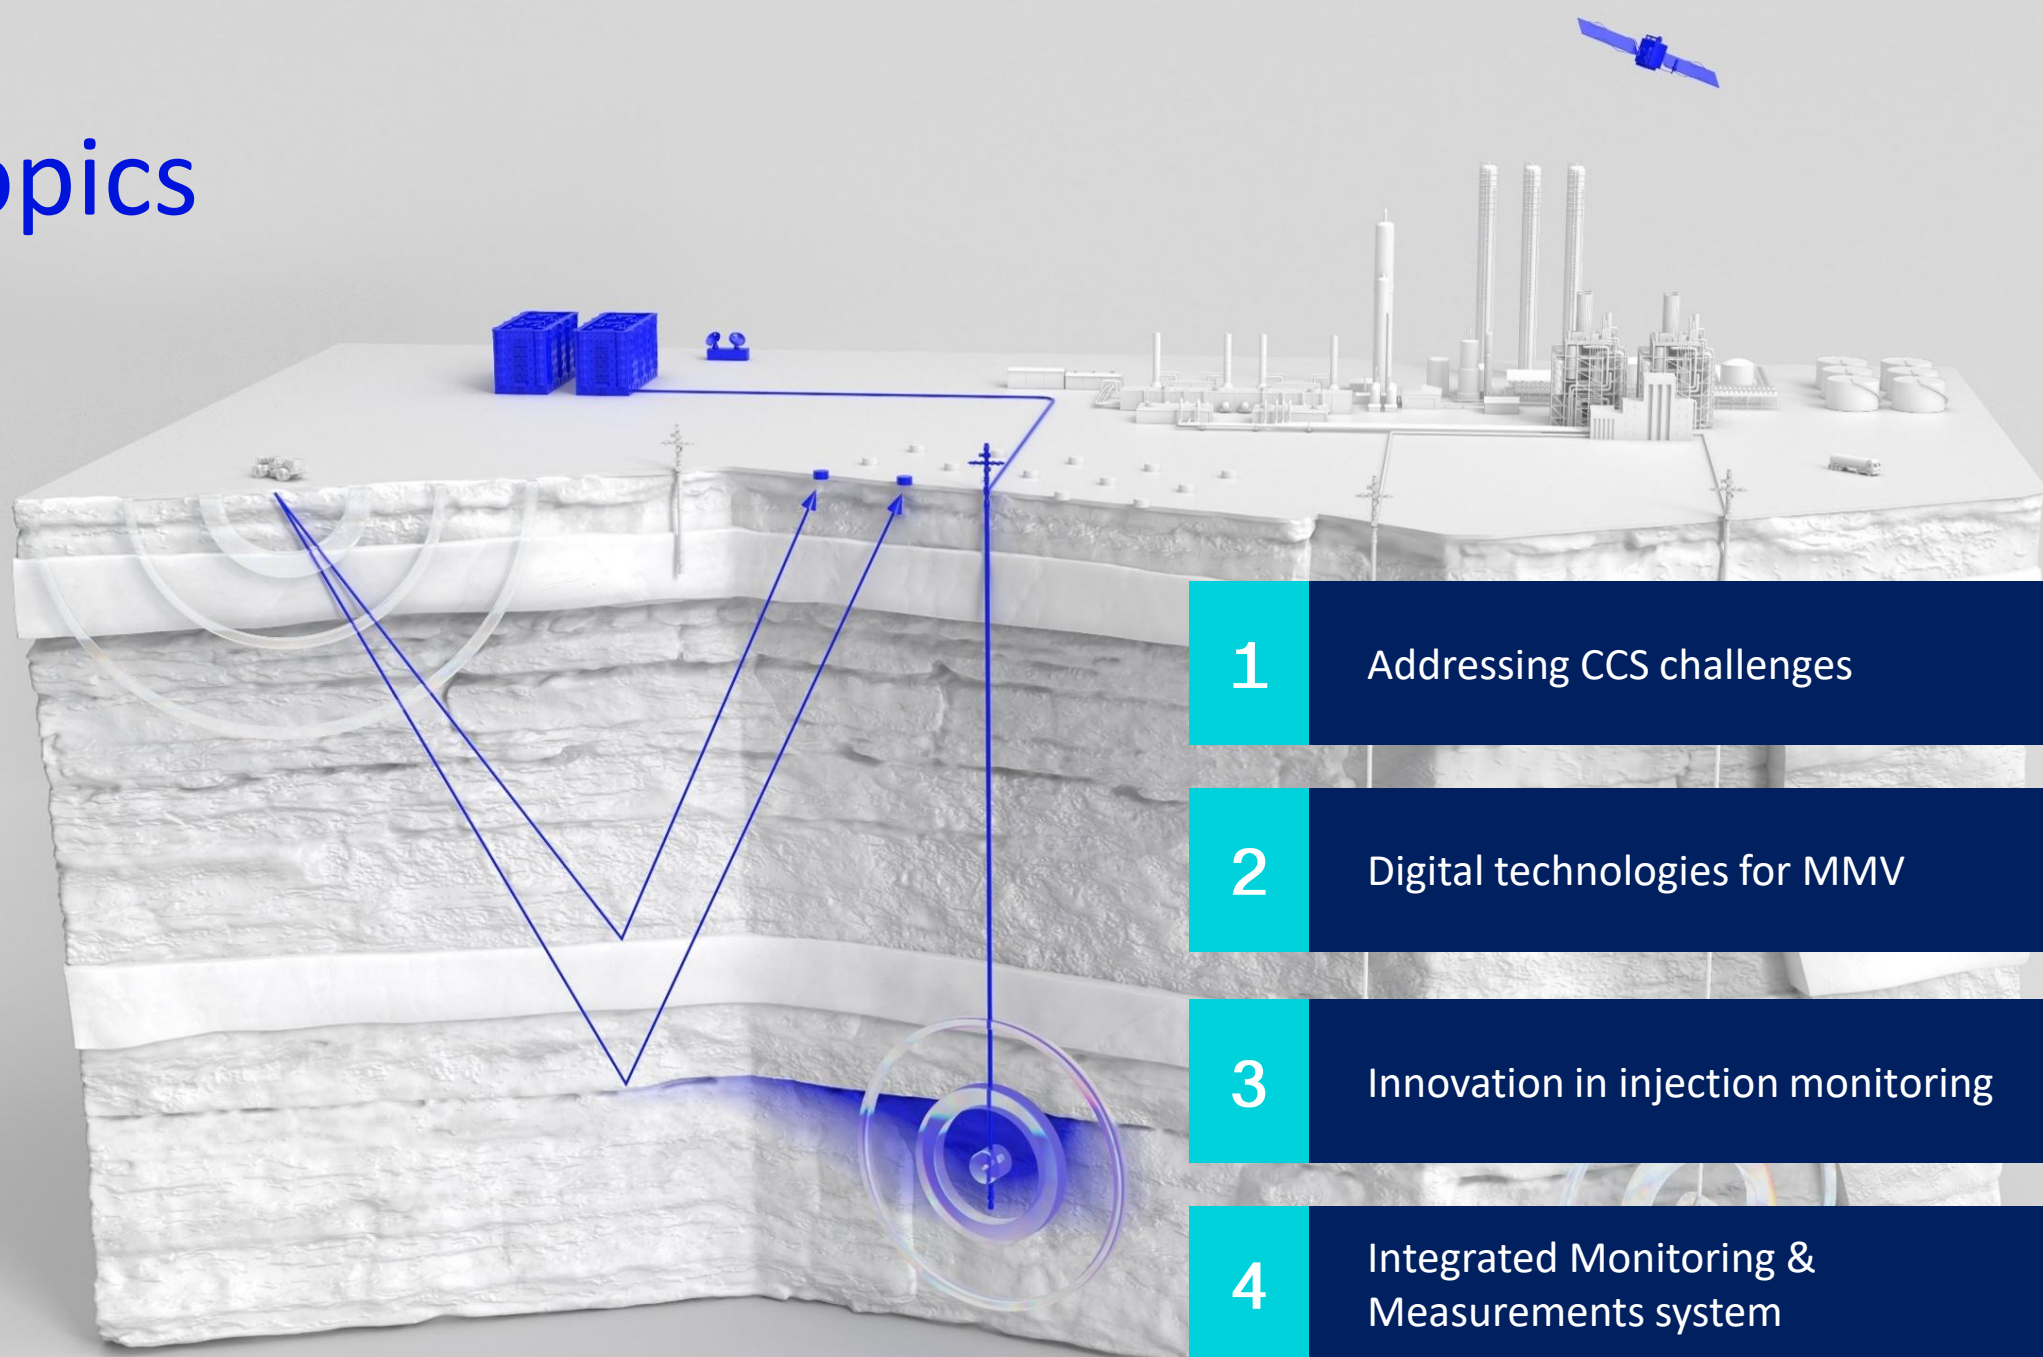 opics
1
Addressing CCS challenges
2
Digital technologies for MMV
3
Innovation in injection monitoring
4
Integrated Monitoring &
Measurements system